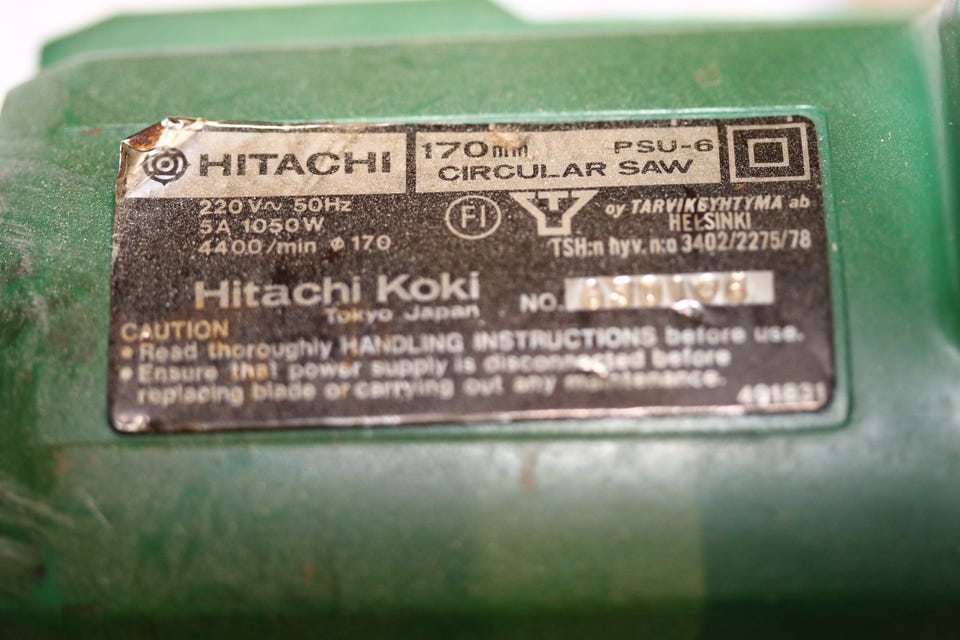 HITACHI
170mm PSU-6
CIRCULAR SAW
220V~ 50Hz
5A 1050W
4400/min ø170
FI
oy TARVIKEYHTYMA ab
HELSINKI
TSH:n hyv. n:o 3402/2275/78
Hitachi Koki
Tokyo Japan
NO.
CAUTION
• Read thoroughly HANDLING INSTRUCTIONS before use.
• Ensure that power supply is disconnected before
replacing blade or carrying out any maintenance.
491631